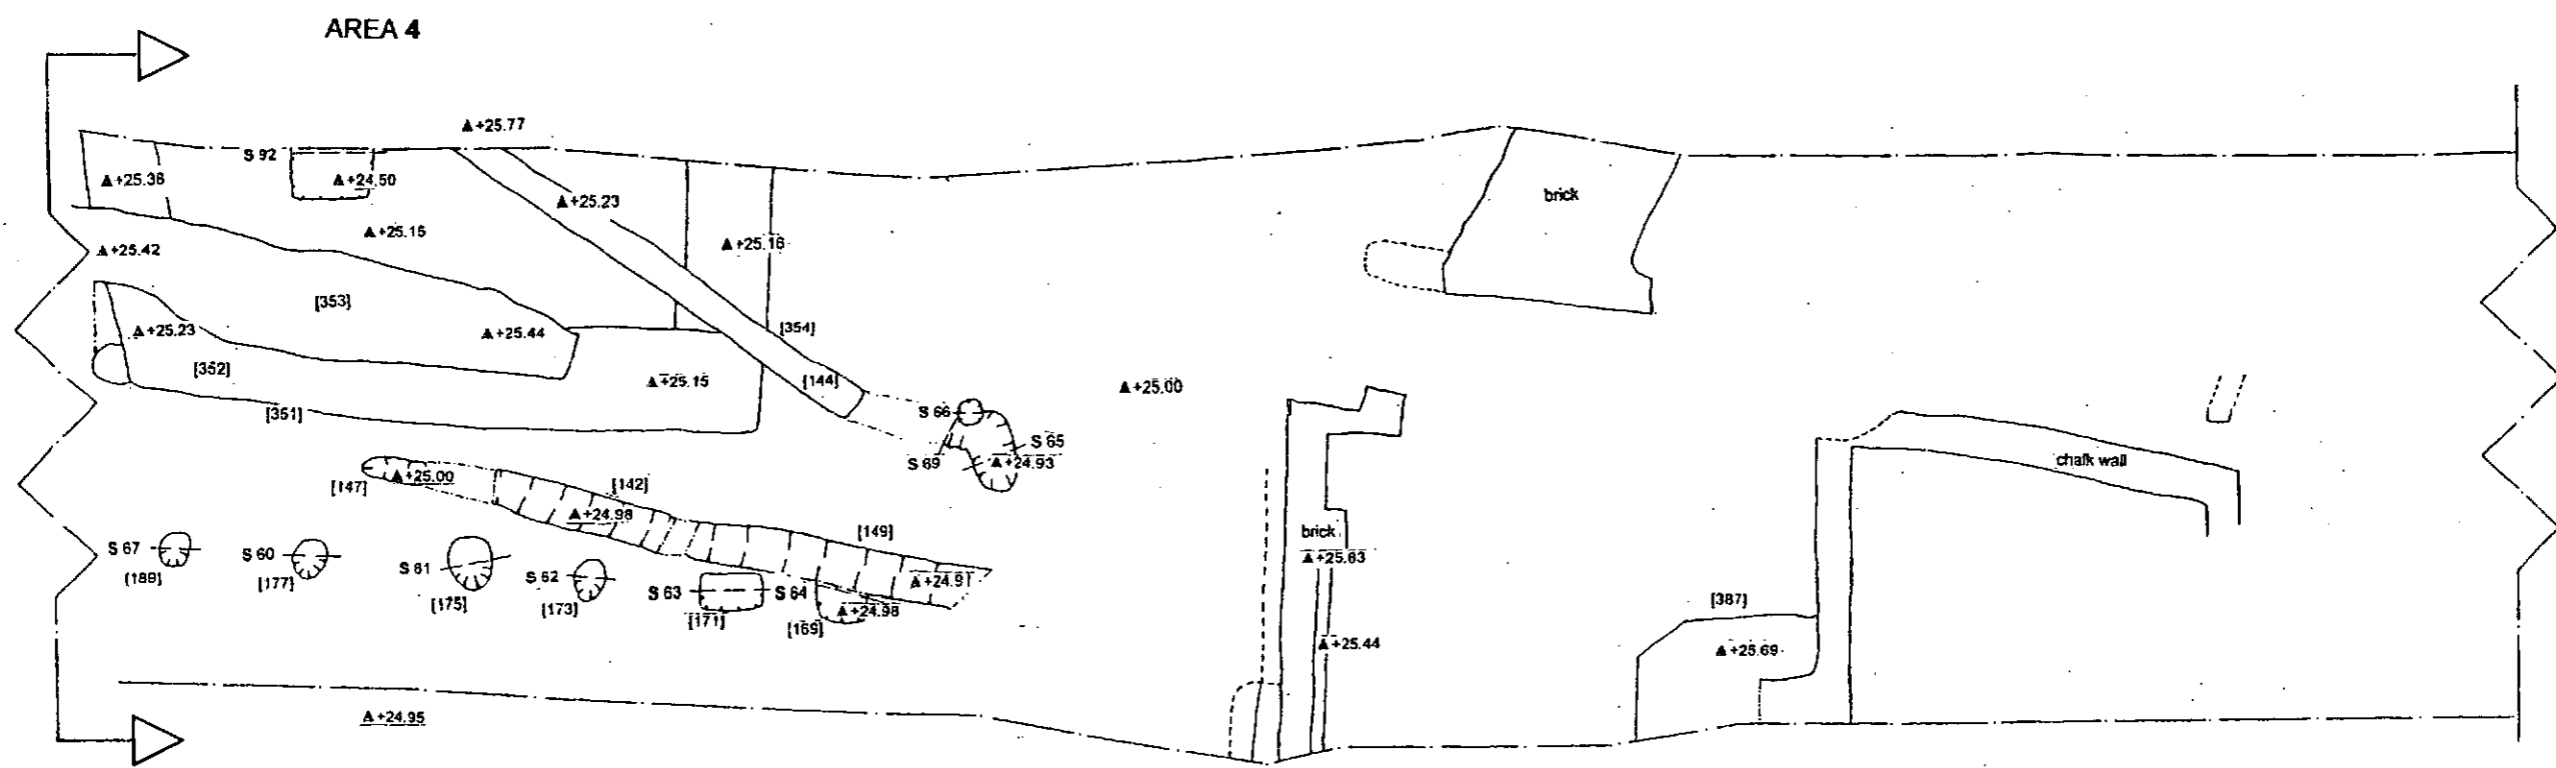 AREA 4
▲+25.77
S 92
▲+25.36
▲+24.50
▲+25.23
▲+25.16
▲+25.16
▲+25.42
brick
[353]
▲+25.23
▲+25.44
[354]
[352]
▲+25.15
[144]
▲+25.00
[351]
S 66
S 65
S 69
▲+24.93
chalk wall
[147]
▲+25.00
[142]
▲+24.98
[149]
brick
S 67
[189]
S 60
[177]
S 61
[175]
S 62
[173]
S 63
[171]
S 64
[169]
▲+24.91
▲+24.98
▲+25.63
▲+25.44
[387]
▲+25.69
▲+24.95